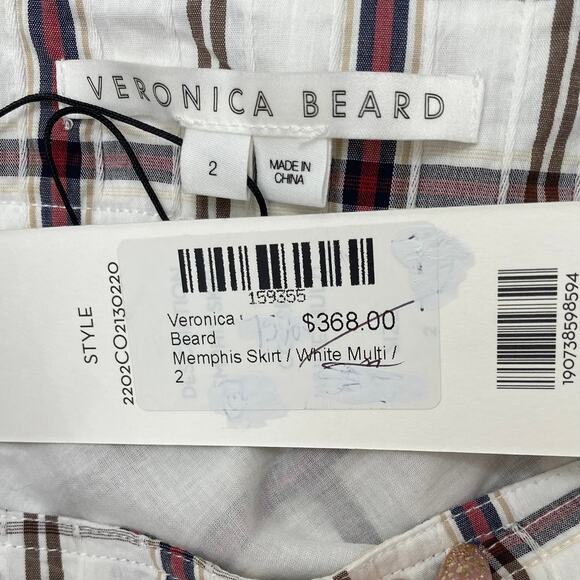 VERONICA BEARD
2
MADE IN
CHINA
STYLE
2202CO2130220
159355
Veronica
Beard
$368.00
Memphis Skirt / White Multi /
2
190738598594